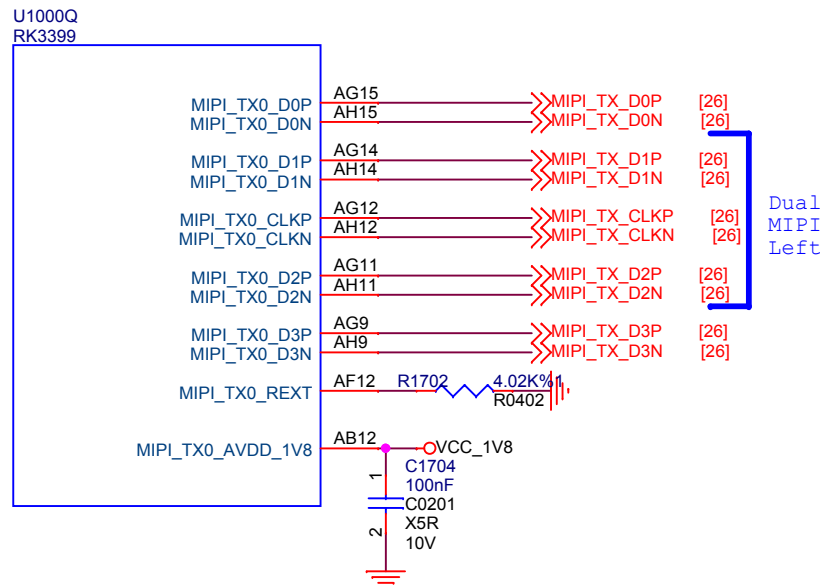 U1000Q
RK3399
MIPI_TX0_D0P AG15 MIPI_TX_D0P [26]
MIPI_TX0_D0N AH15 MIPI_TX_D0N [26]
MIPI_TX0_D1P AG14 MIPI_TX_D1P [26]
MIPI_TX0_D1N AH14 MIPI_TX_D1N [26]
MIPI_TX0_CLKP AG12 MIPI_TX_CLKP [26]
MIPI_TX0_CLKN AH12 MIPI_TX_CLKN [26]
MIPI_TX0_D2P AG11 MIPI_TX_D2P [26]
MIPI_TX0_D2N AH11 MIPI_TX_D2N [26]
MIPI_TX0_D3P AG9 MIPI_TX_D3P [26]
MIPI_TX0_D3N AH9 MIPI_TX_D3N [26]
Dual
MIPI
Left
MIPI_TX0_REXT AF12 R1702 4.02K%1
R0402
MIPI_TX0_AVDD_1V8 AB12 VCC_1V8
1
C1704
100nF
C0201
X5R
2
10V